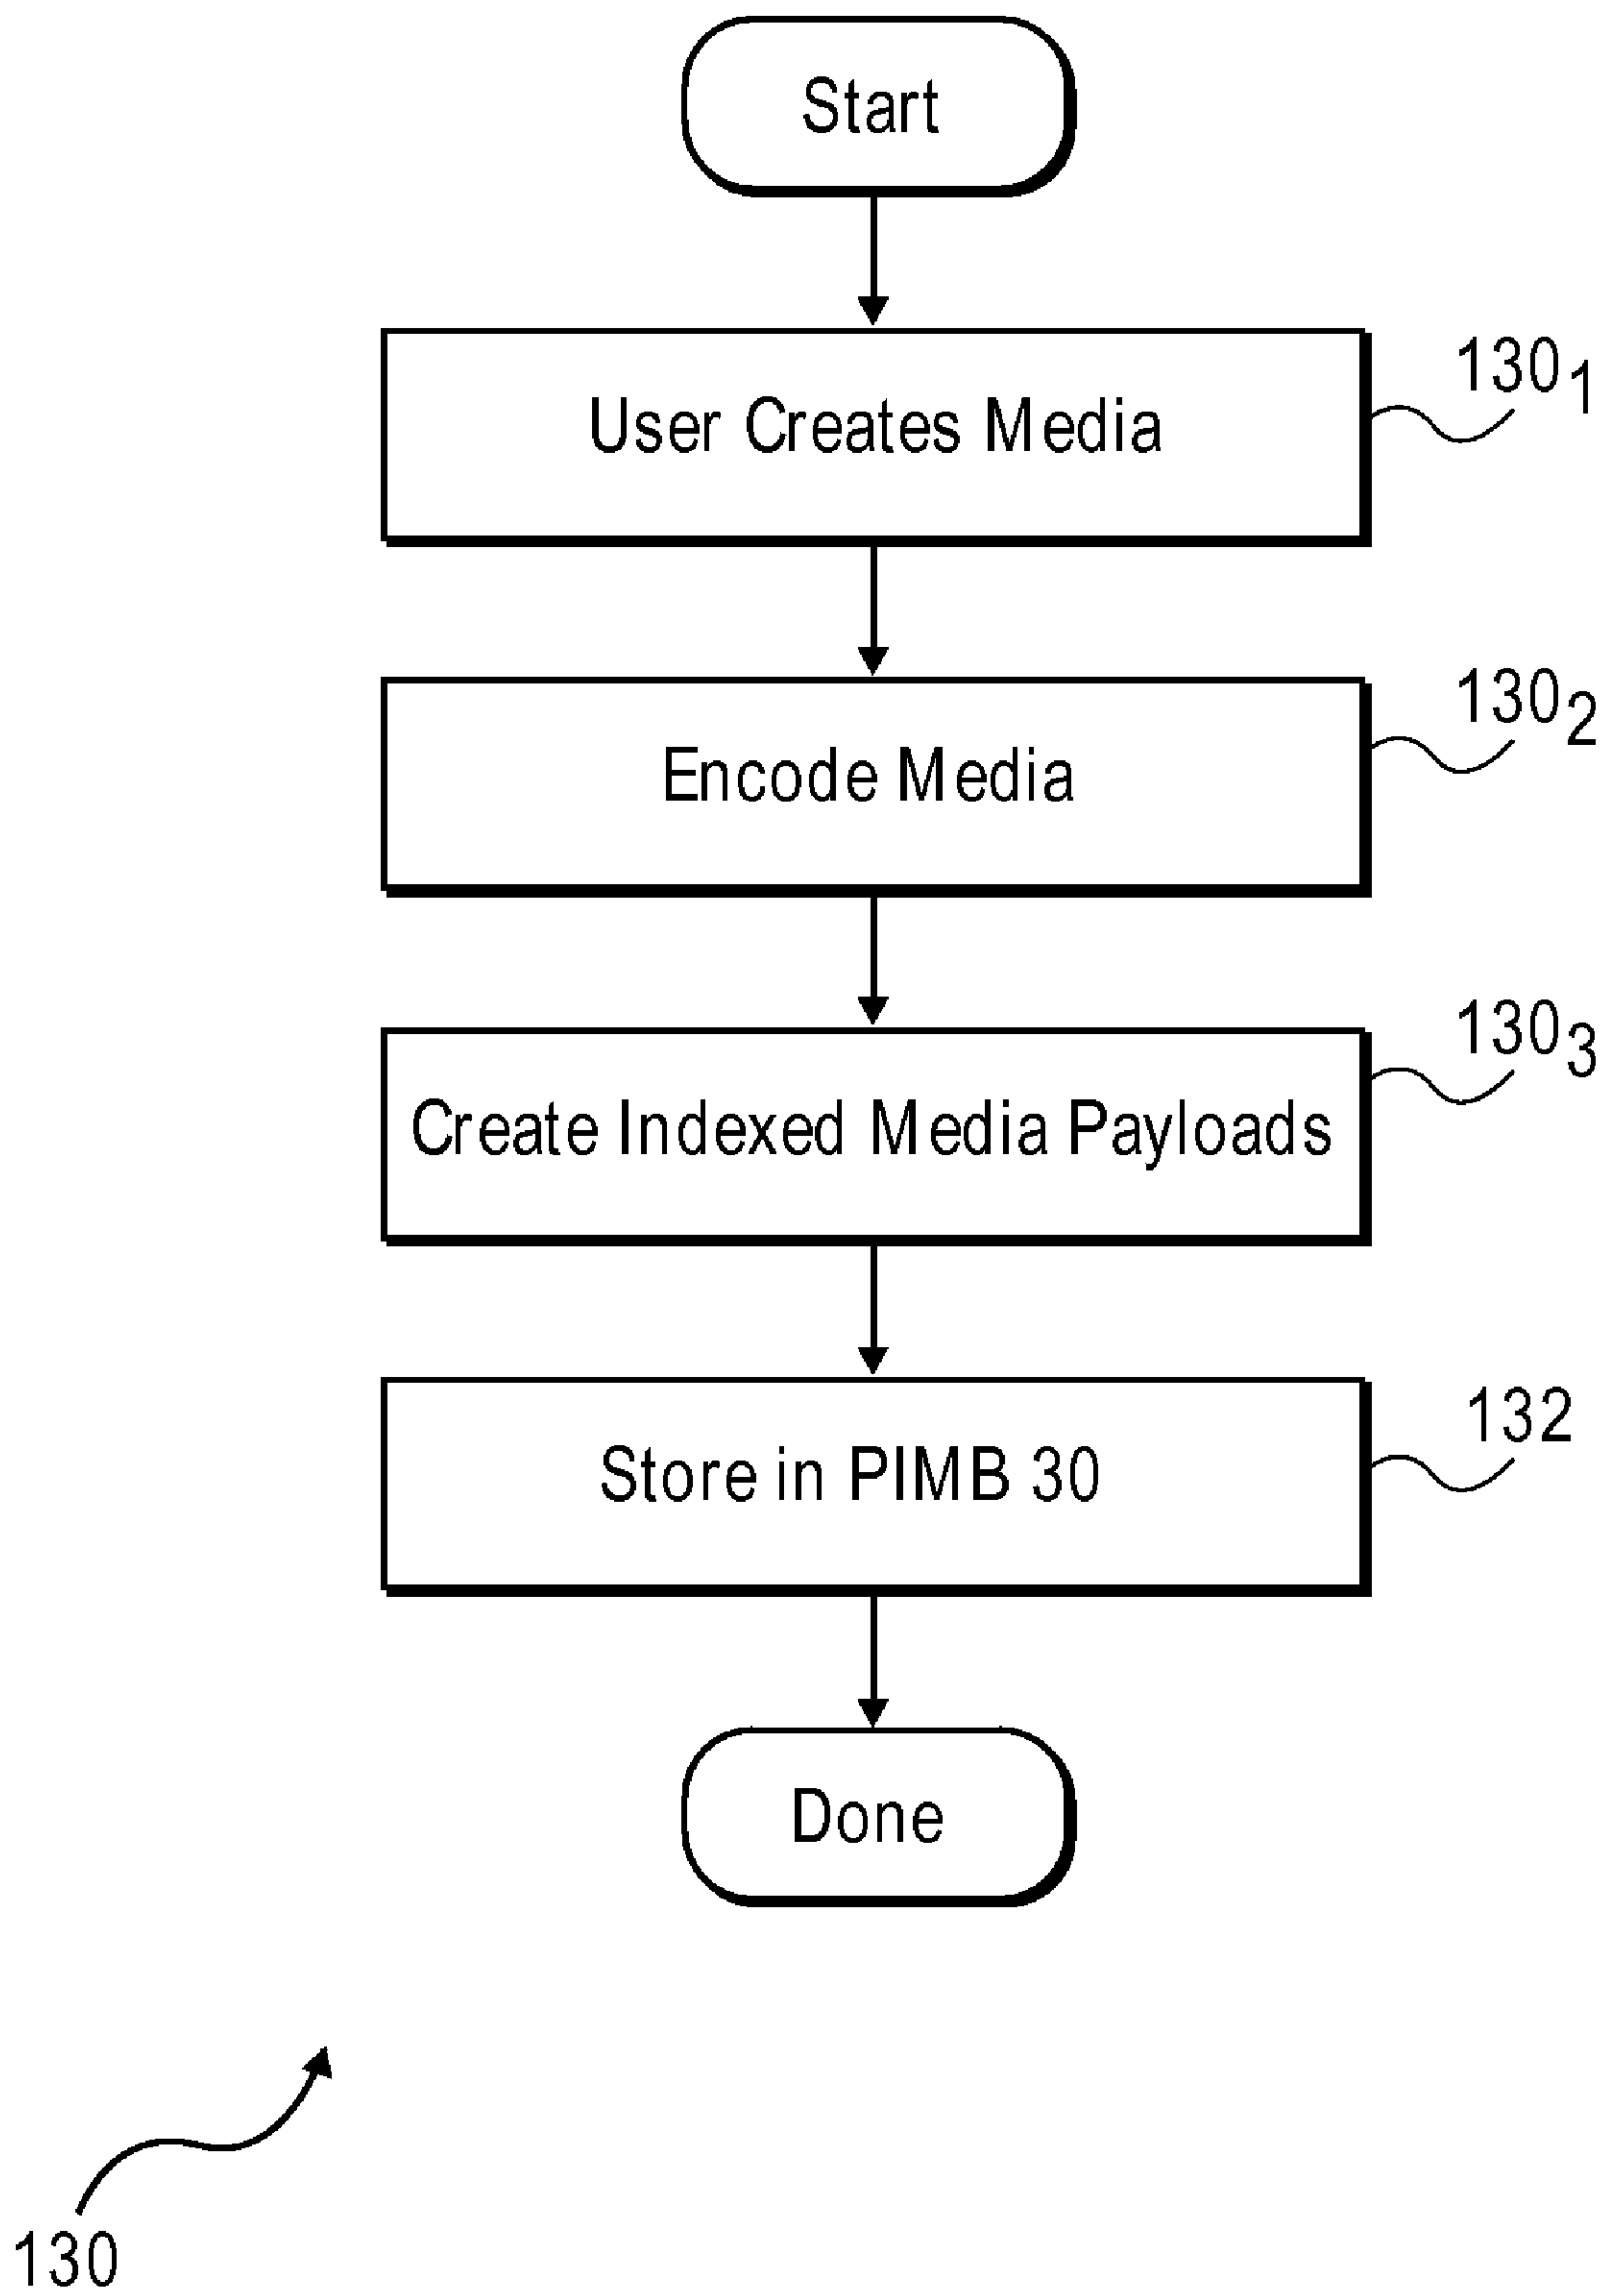 Start
User Creates Media
130₁
Encode Media
130₂
Create Indexed Media Payloads
130₃
Store in PIMB 30
132
Done
130